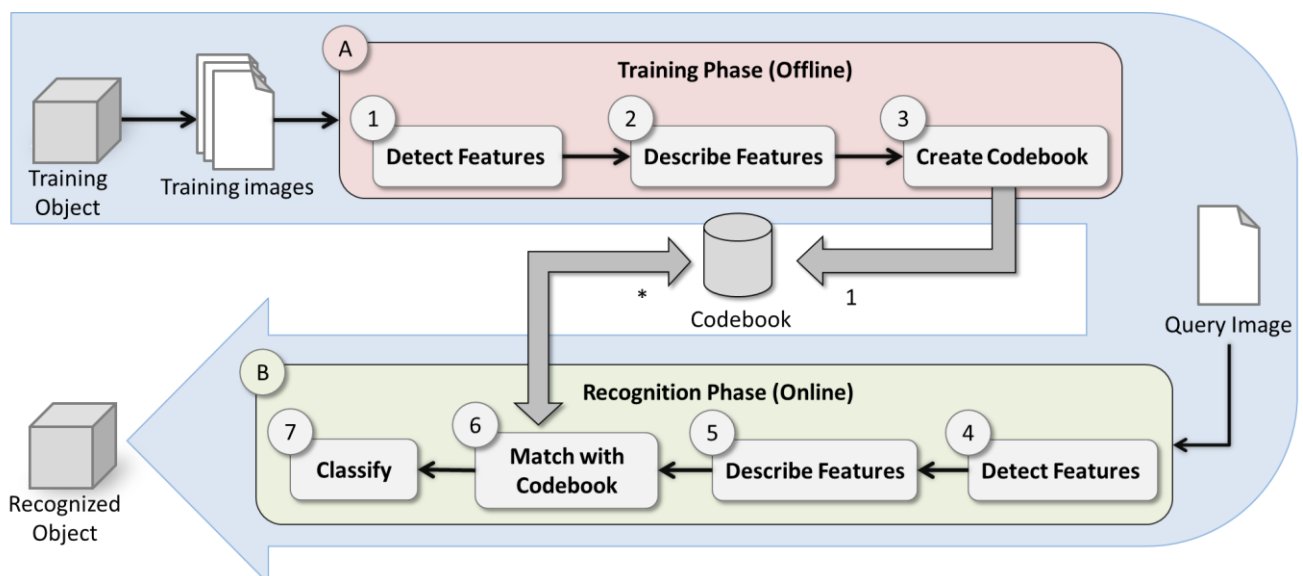 A
Training Phase (Offline)
1
Detect Features
2
Describe Features
3
Create Codebook
Training
Object
Training images
*
Codebook
1
Query Image
B
Recognition Phase (Online)
7
Classify
6
Match with
Codebook
5
Describe Features
4
Detect Features
Recognized
Object